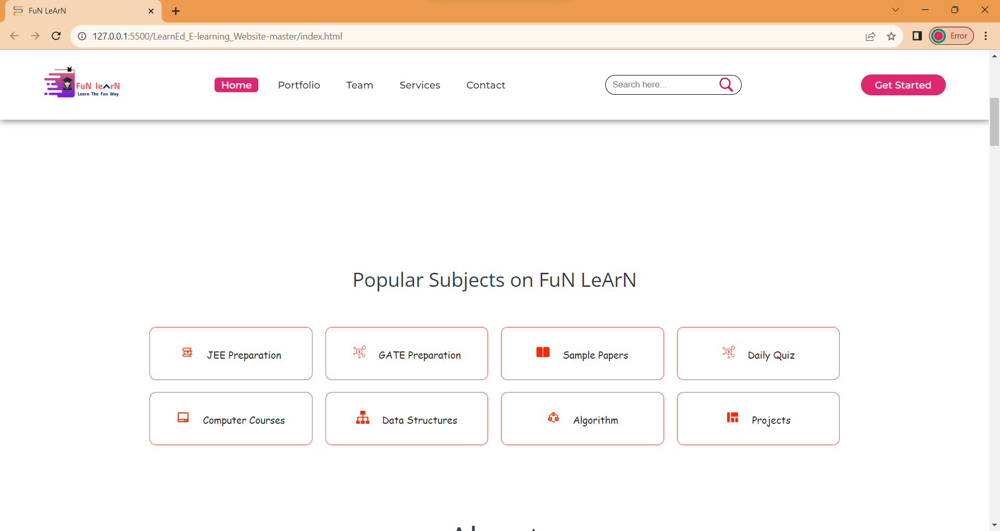 FuN LeArN
127.0.0.1:5500/LearnEd_E-learning_Website-master/index.html
Error
FuN leArN
Learn The Fun Way
Home
Portfolio
Team
Services
Contact
Search here...
Get Started
Popular Subjects on FuN LeArN
JEE Preparation
GATE Preparation
Sample Papers
Daily Quiz
Computer Courses
Data Structures
Algorithm
Projects